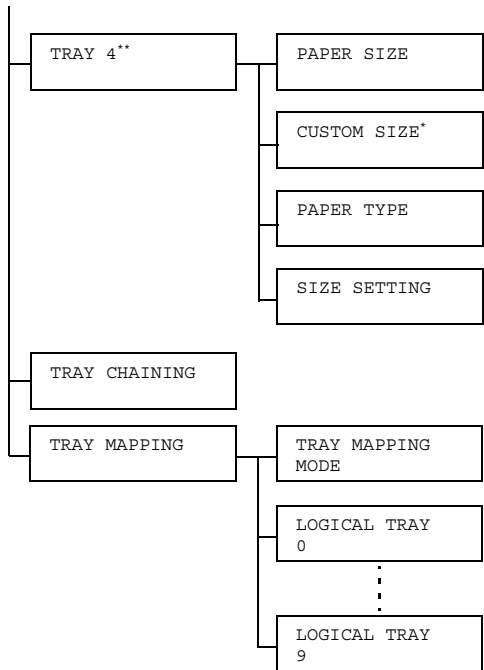 TRAY 4**
PAPER SIZE
CUSTOM SIZE*
PAPER TYPE
SIZE SETTING
TRAY CHAINING
TRAY MAPPING
TRAY MAPPING
MODE
LOGICAL TRAY
0
LOGICAL TRAY
9